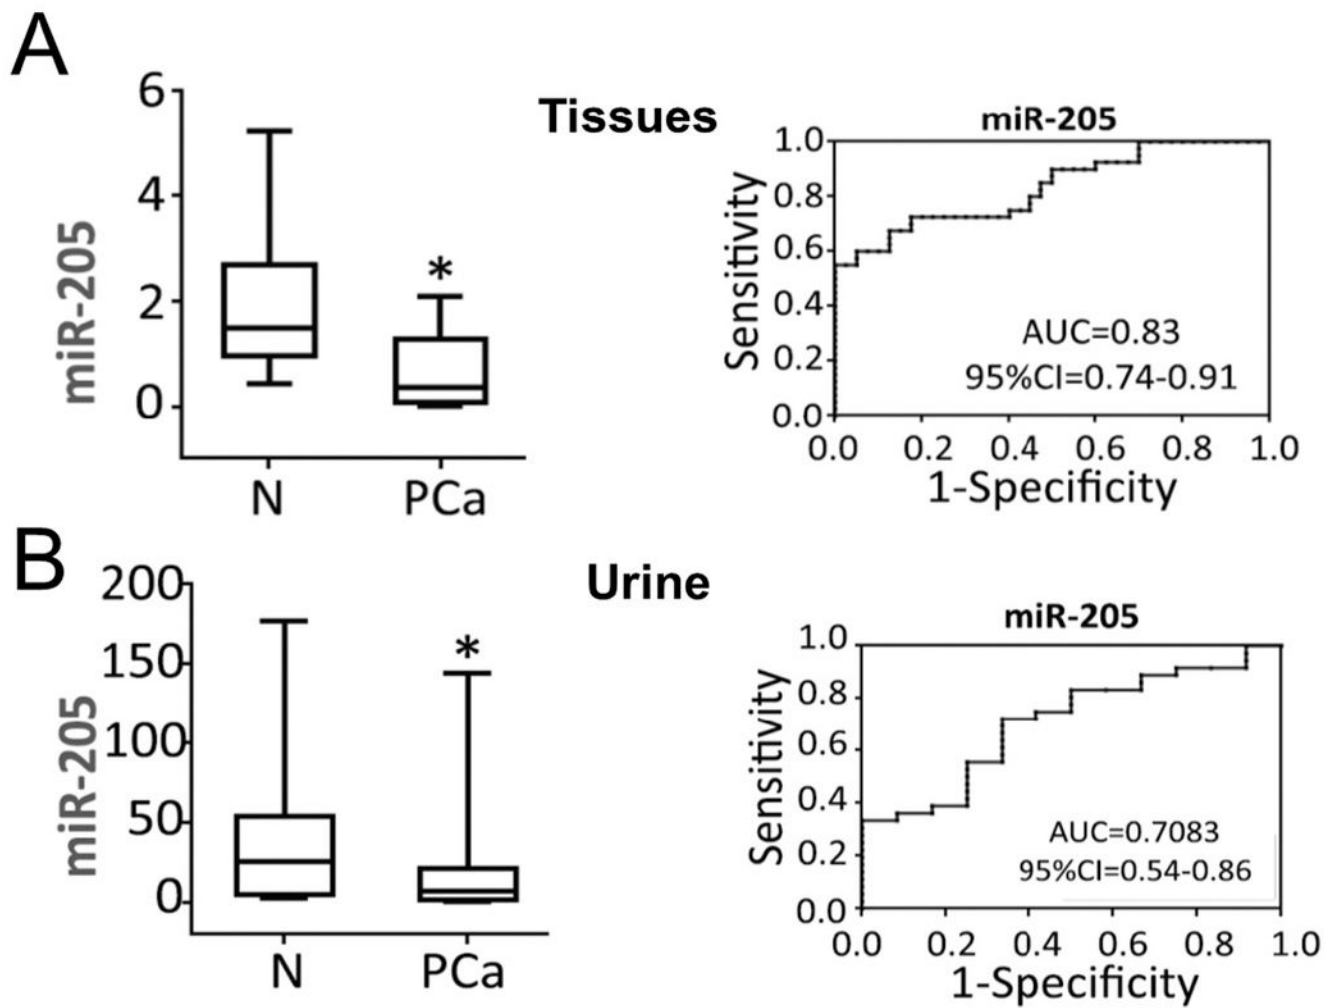 A
Tissues
miR-205
6
4
2
0
miR-205
*
N
PCa
1.0
0.8
0.6
0.4
0.2
0.0
Sensitivity
AUC=0.83
95%CI=0.74-0.91
0.0 0.2 0.4 0.6 0.8 1.0
1-Specificity
B
Urine
miR-205
200
150
100
50
0
miR-205
*
N
PCa
1.0
0.8
0.6
0.4
0.2
0.0
Sensitivity
AUC=0.7083
95%CI=0.54-0.86
0.0 0.2 0.4 0.6 0.8 1.0
1-Specificity